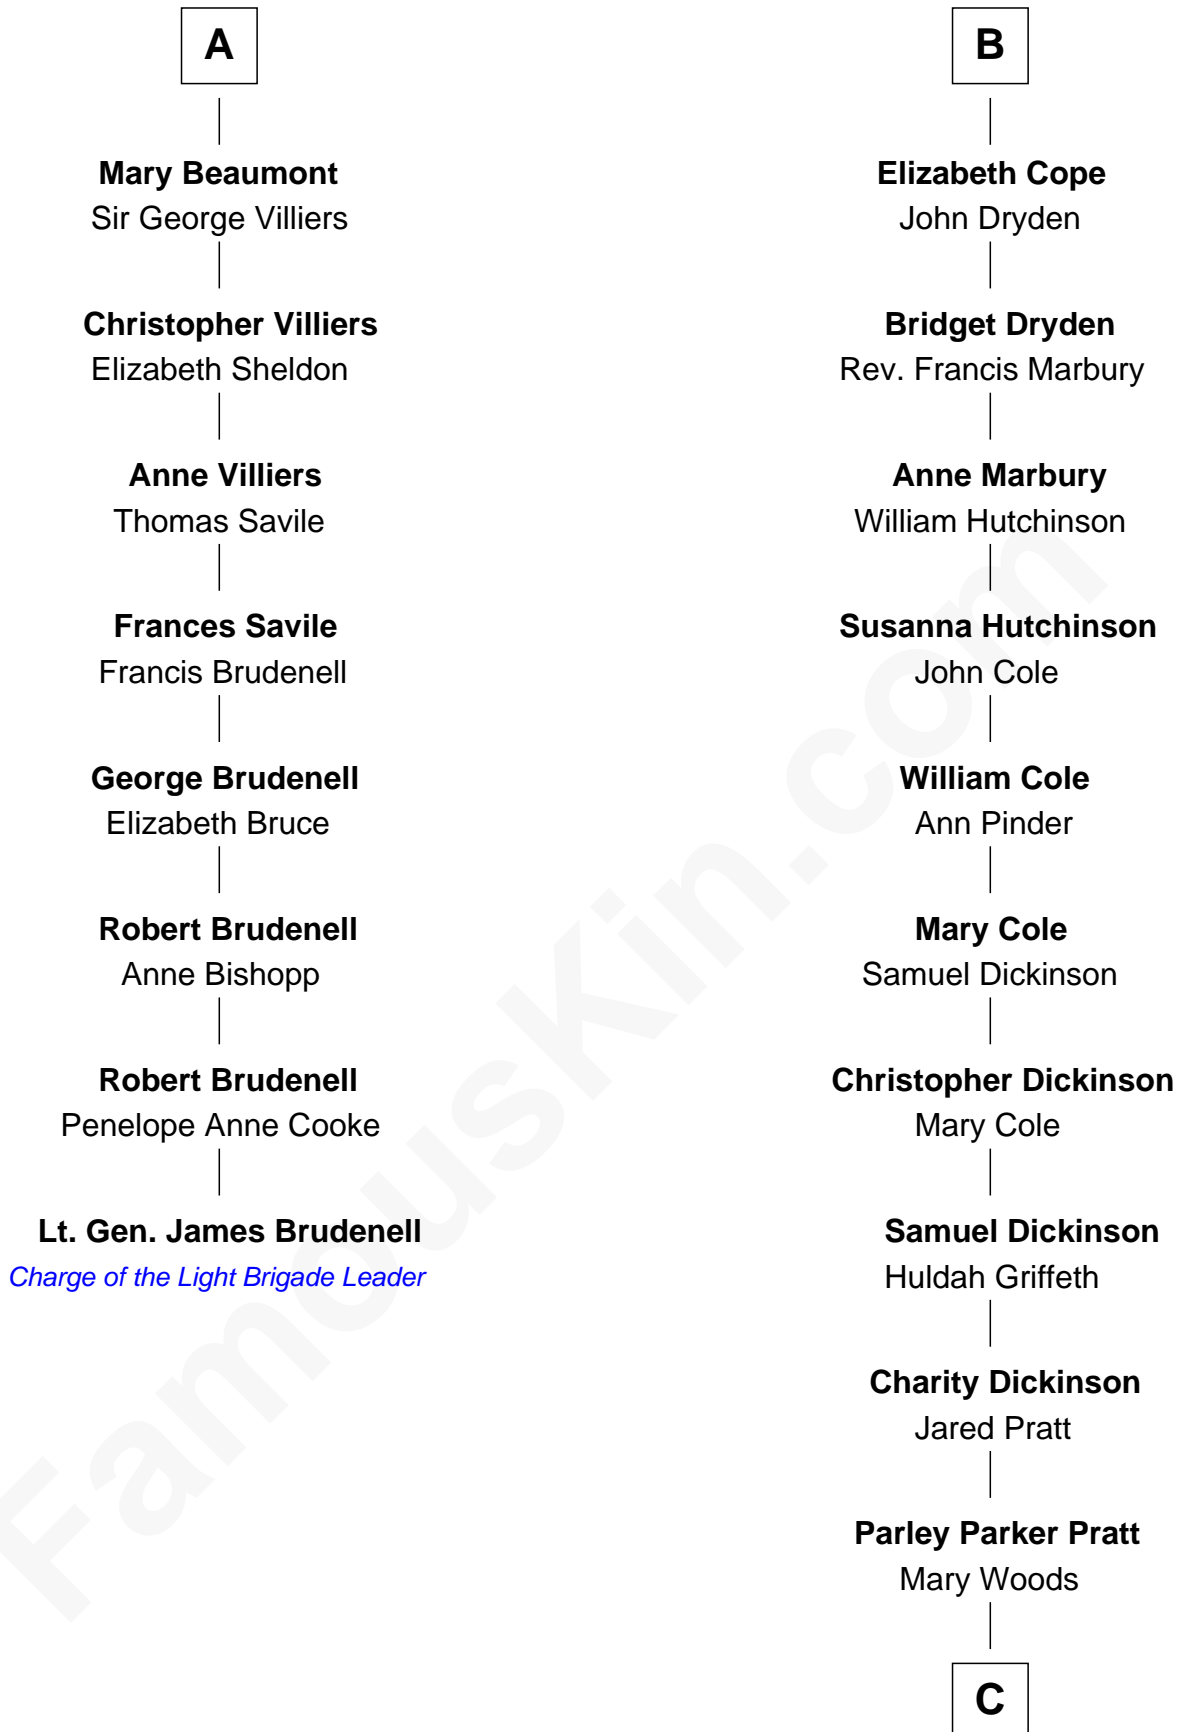 A
Mary Beaumont
Sir George Villiers
Christopher Villiers
Elizabeth Sheldon
Anne Villiers
Thomas Savile
Frances Savile
Francis Brudenell
George Brudenell
Elizabeth Bruce
Robert Brudenell
Anne Bishopp
Robert Brudenell
Penelope Anne Cooke
Lt. Gen. James Brudenell
Charge of the Light Brigade Leader
B
Elizabeth Cope
John Dryden
Bridget Dryden
Rev. Francis Marbury
Anne Marbury
William Hutchinson
Susanna Hutchinson
John Cole
William Cole
Ann Pinder
Mary Cole
Samuel Dickinson
Christopher Dickinson
Mary Cole
Samuel Dickinson
Huldah Griffeth
Charity Dickinson
Jared Pratt
Parley Parker Pratt
Mary Woods
C
FamousKin.com